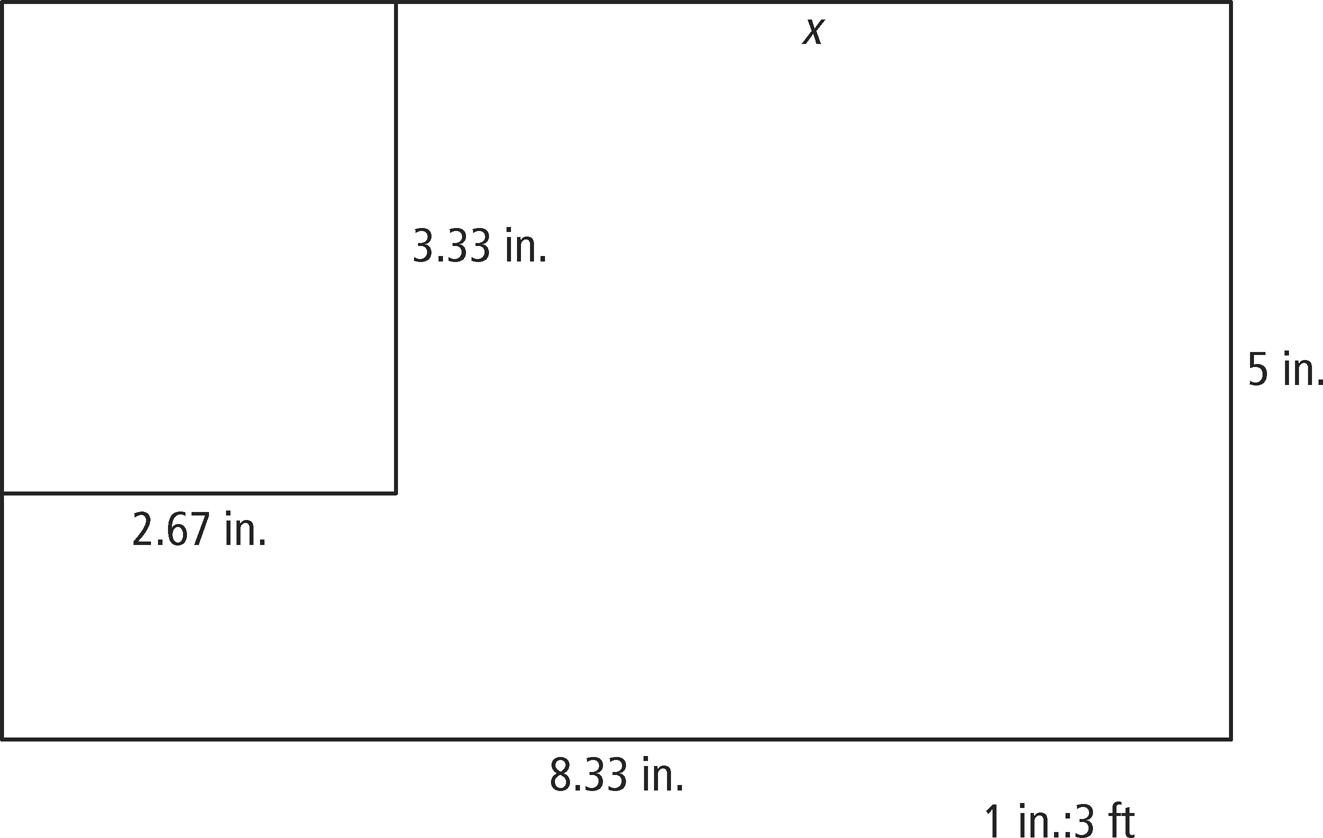 x
3.33 in.
5 in.
2.67 in.
8.33 in.
1 in.:3 ft